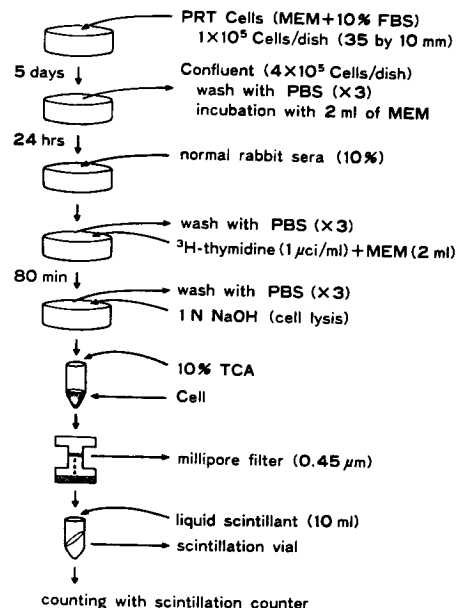 PRT Cells (MEM+10% FBS)
1×10⁵ Cells/dish (35 by 10 mm)
5 days
Confluent (4×10⁵ Cells/dish)
wash with PBS (×3)
incubation with 2 ml of MEM
24 hrs
normal rabbit sera (10%)
wash with PBS (×3)
³H-thymidine (1 μci/ml)+MEM (2 ml)
80 min
wash with PBS (×3)
1N NaOH (cell lysis)
10% TCA
Cell
millipore filter (0.45 μm)
liquid scintillant (10 ml)
scintillation vial
counting with scintillation counter